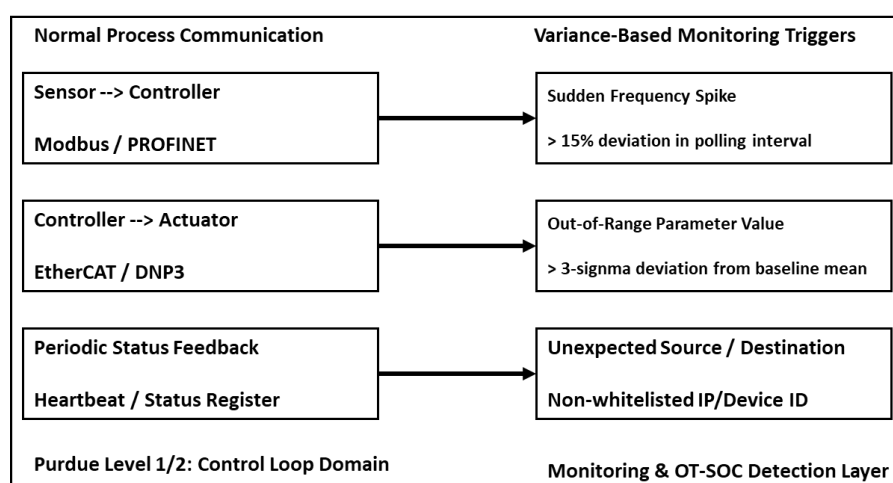 Normal Process Communication
Variance-Based Monitoring Triggers
Sensor --> Controller
Modbus / PROFINET
Sudden Frequency Spike
> 15% deviation in polling interval
Controller --> Actuator
EtherCAT / DNP3
Out-of-Range Parameter Value
> 3-signma deviation from baseline mean
Periodic Status Feedback
Heartbeat / Status Register
Unexpected Source / Destination
Non-whitelisted IP/Device ID
Purdue Level 1/2: Control Loop Domain
Monitoring & OT-SOC Detection Layer